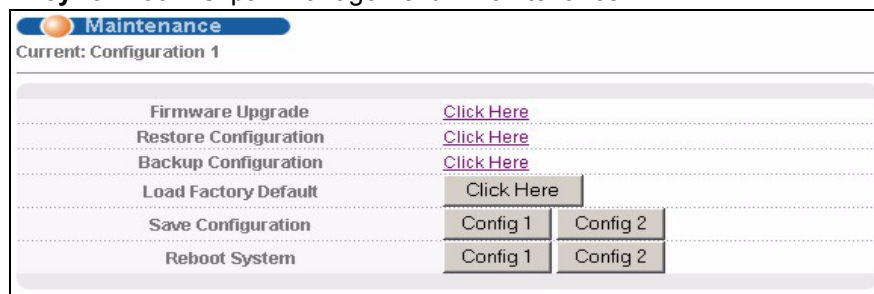 Maintenance
Current: Configuration 1
Firmware Upgrade Click Here
Restore Configuration Click Here
Backup Configuration Click Here
Load Factory Default Click Here
Save Configuration Config 1 Config 2
Reboot System Config 1 Config 2